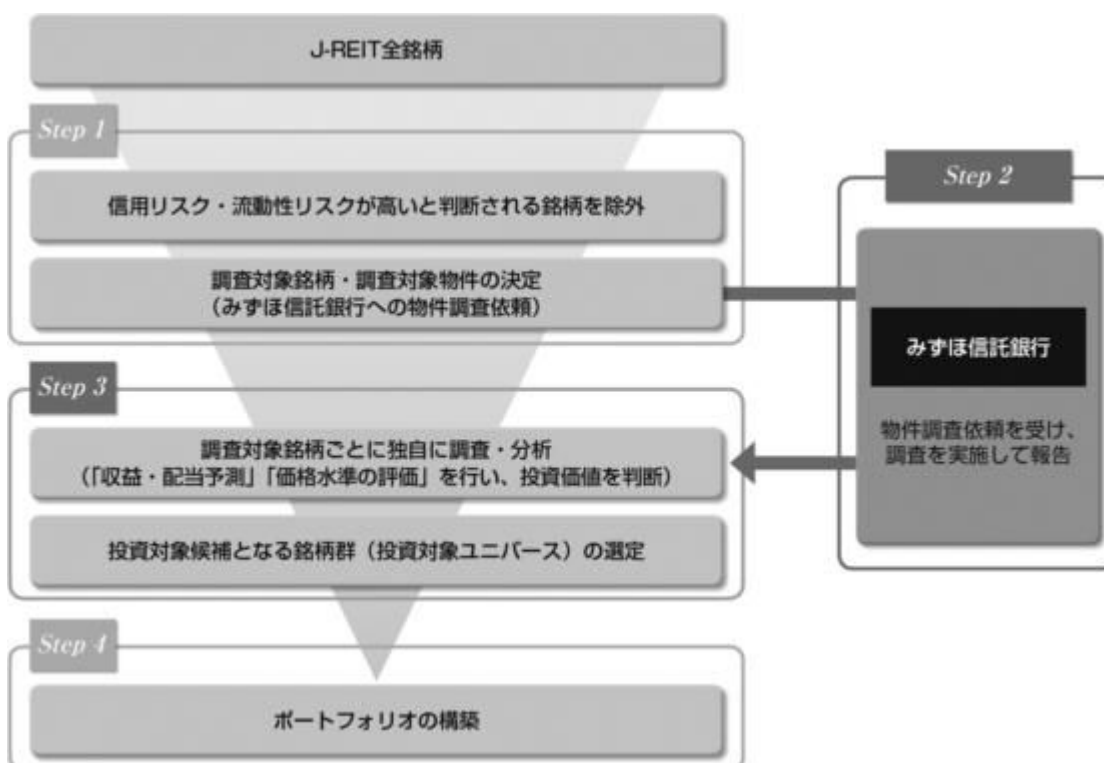 J-REIT全銘柄
Step 1
信用リスク・流動性リスクが高いと判断される銘柄を除外
調査対象銘柄・調査対象物件の決定
（みずほ信託銀行への物件調査依頼）
Step 2
みずほ信託銀行
物件調査依頼を受け、
調査を実施して報告
Step 3
調査対象銘柄ごとに独自に調査・分析
（「収益・配当予測」「価格水準の評価」を行い、投資価値を判断）
投資対象候補となる銘柄群（投資対象ユニバース）の選定
Step 4
ポートフォリオの構築